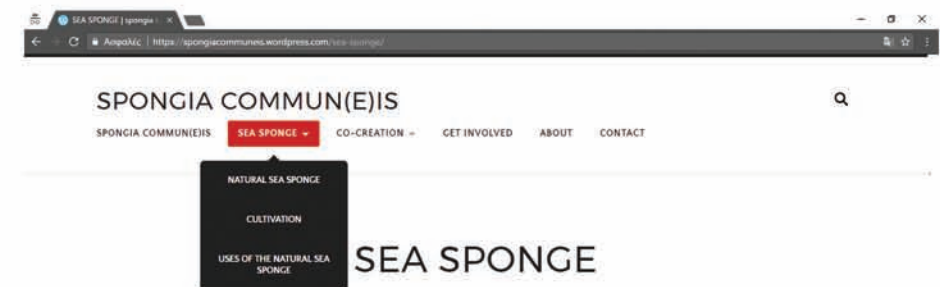 SEA SPONGE | spongia
Ασφαλές | https://spongiacommuneis.wordpress.com/sea-sponge/
SPONGIA COMMUN(E)IS
SPONGIA COMMUN(E)IS SEA SPONGE CO-CREATION GET INVOLVED ABOUT CONTACT
NATURAL SEA SPONGE
CULTIVATION
USES OF THE NATURAL SEA
SPONGE
SEA SPONGE